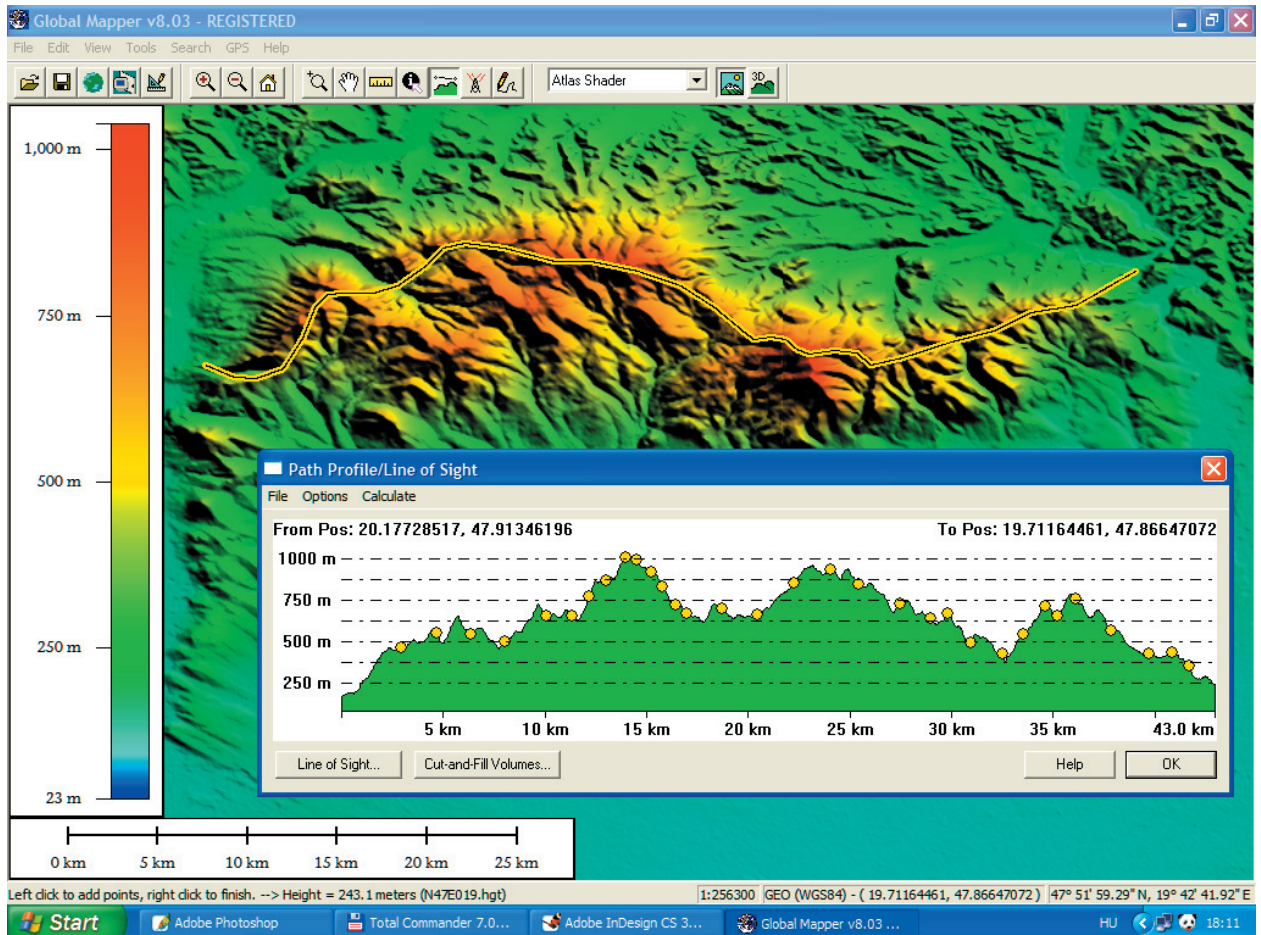 Global Mapper v8.03 - REGISTERED
File Edit View Tools Search GPS Help
Atlas Shader
3D
1,000 m
750 m
500 m
250 m
23 m
Path Profile/Line of Sight
File Options Calculate
From Pos: 20.17728517, 47.91346196 To Pos: 19.71164461, 47.86647072
1000 m
750 m
500 m
250 m
5 km 10 km 15 km 20 km 25 km 30 km 35 km 43.0 km
Line of Sight... Cut-and-Fill Volumes... Help OK
0 km 5 km 10 km 15 km 20 km 25 km
Left click to add points, right click to finish. --> Height = 243.1 meters (N47E019.hgt) 1:256300 GEO (WGS84) - ( 19.71164461, 47.86647072 ) 47° 51' 59.29" N, 19° 42' 41.92" E
Start Adobe Photoshop Total Commander 7.0... Adobe InDesign CS 3... Global Mapper v8.03 ... HU 18:11